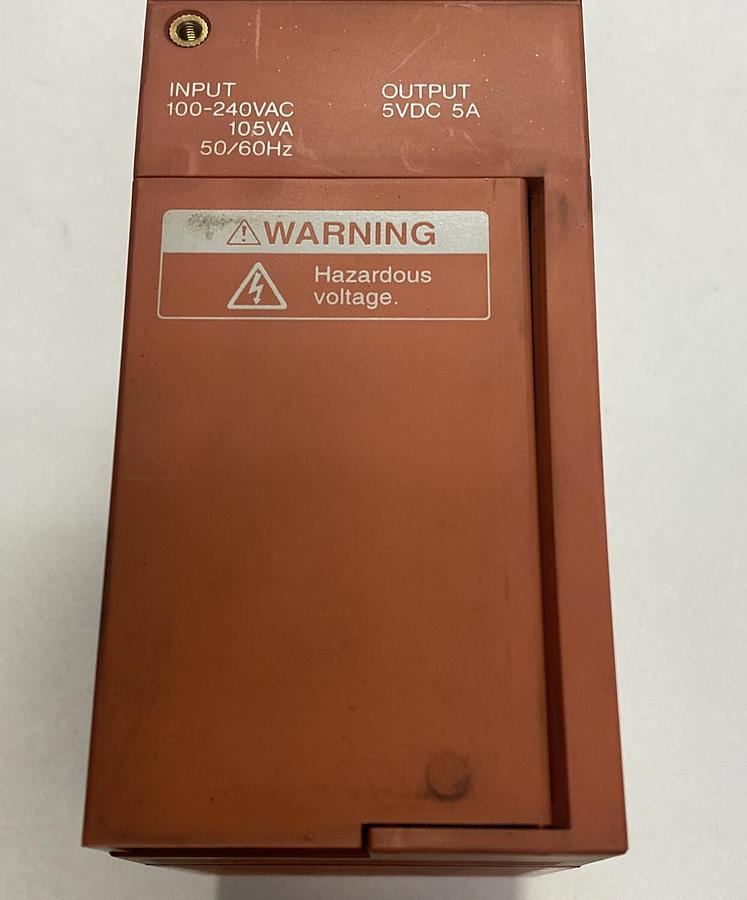 INPUT
100-240VAC
105VA
50/60Hz
OUTPUT
5VDC 5A
WARNING
Hazardous
voltage.